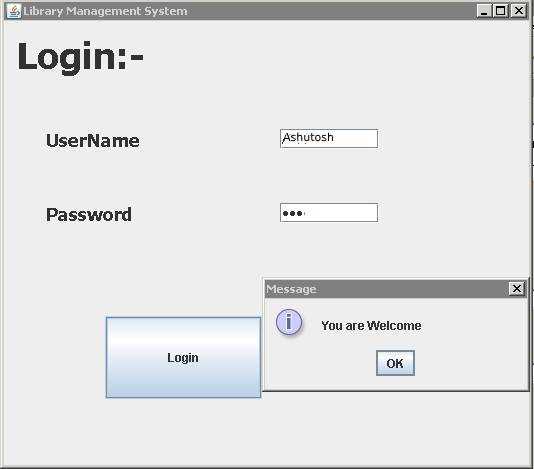 Library Management System
Login:-
UserName
Ashutosh
Password
Message
You are Welcome
Login
OK